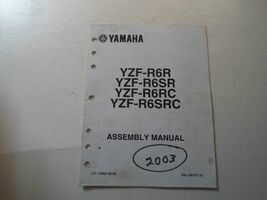 YAMAHA
YZF-R6R
YZF-R6SR
YZF-R6RC
YZF-R6SRC
ASSEMBLY MANUAL
2003